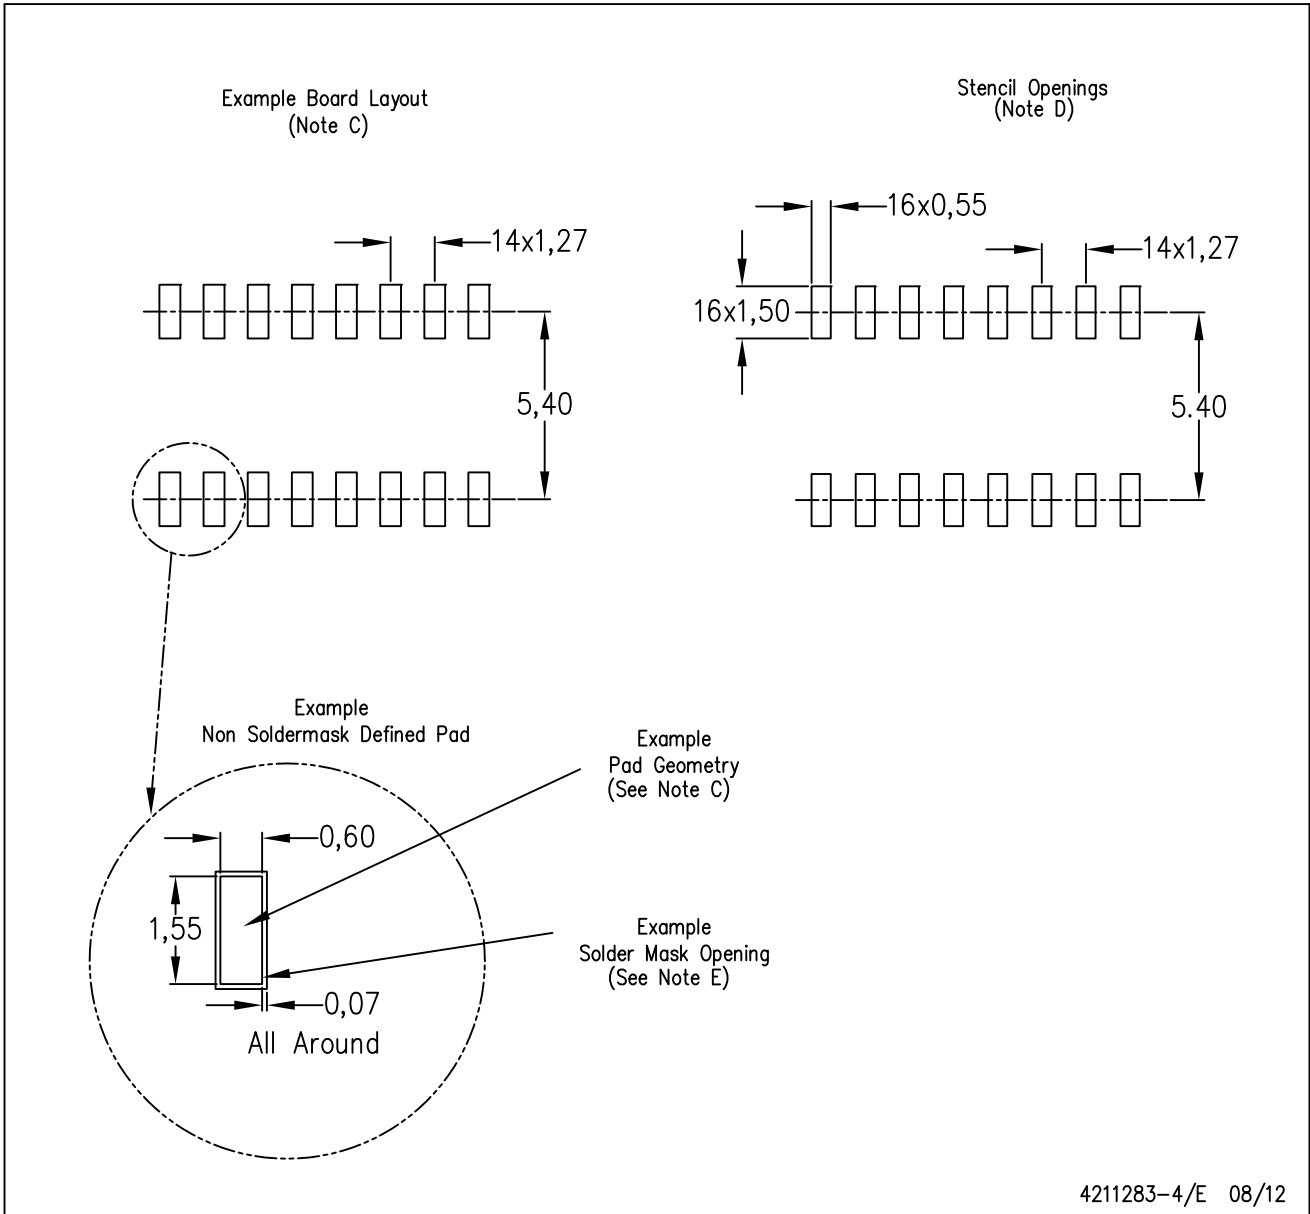 Example Board Layout
(Note C)
Stencil Openings
(Note D)
14x1,27
5,40
16x0,55
14x1,27
16x1,50
5.40
Example
Non Soldermask Defined Pad
Example
Pad Geometry
(See Note C)
0,60
1,55
Example
Solder Mask Opening
(See Note E)
0,07
All Around
4211283-4/E 08/12